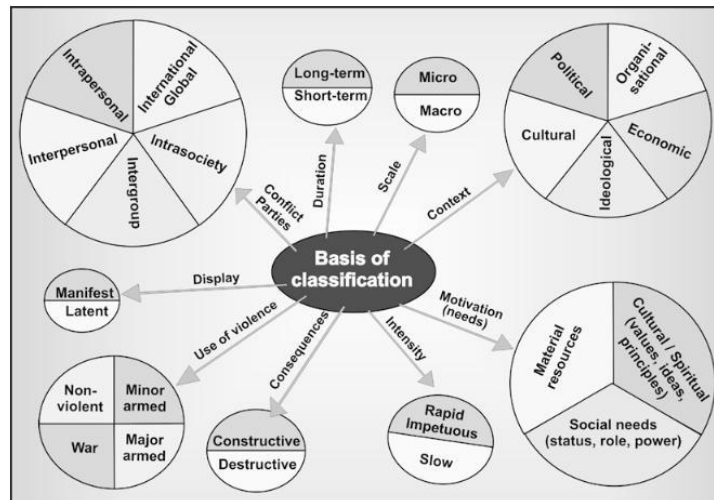 Intrapersonal
International
Global
Interpersonal
Intrasociety
Intergroup
Long-term
Short-term
Micro
Macro
Political
Organi-
sational
Cultural
Economic
Ideological
Conflict
Parties
Duration
Scale
Context
Basis of
classification
Display
Manifest
Latent
Use of violence
Consequences
Intensity
Motivation
(needs)
Non-
violent
Minor
armed
War
Major
armed
Constructive
Destructive
Rapid
Impetuous
Slow
Material
resources
Cultural / Spiritual
(values, ideas,
principles)
Social needs
(status, role, power)